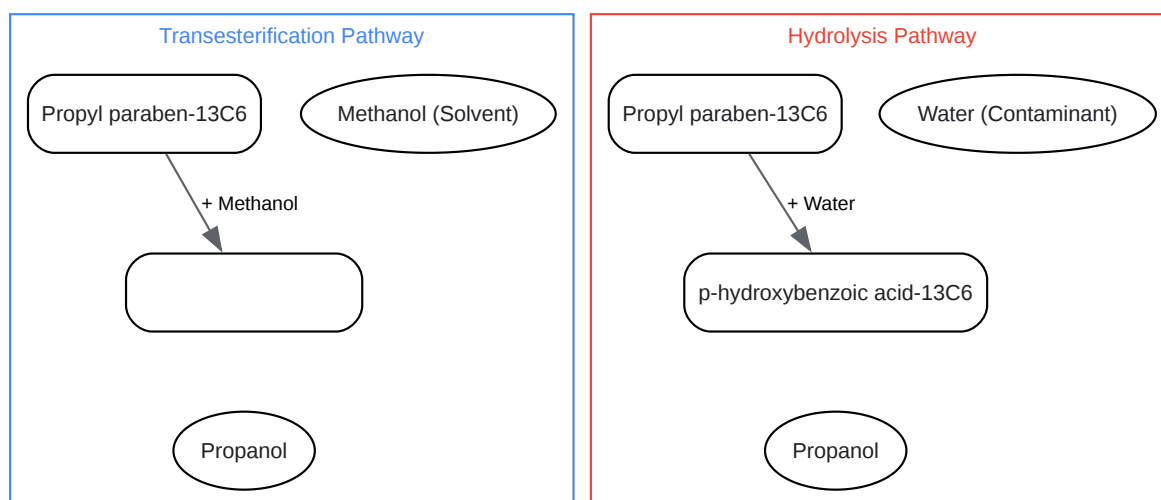 Transesterification Pathway
Propyl paraben-13C6
Methanol (Solvent)
+ Methanol
Propanol
Hydrolysis Pathway
Propyl paraben-13C6
Water (Contaminant)
+ Water
p-hydroxybenzoic acid-13C6
Propanol